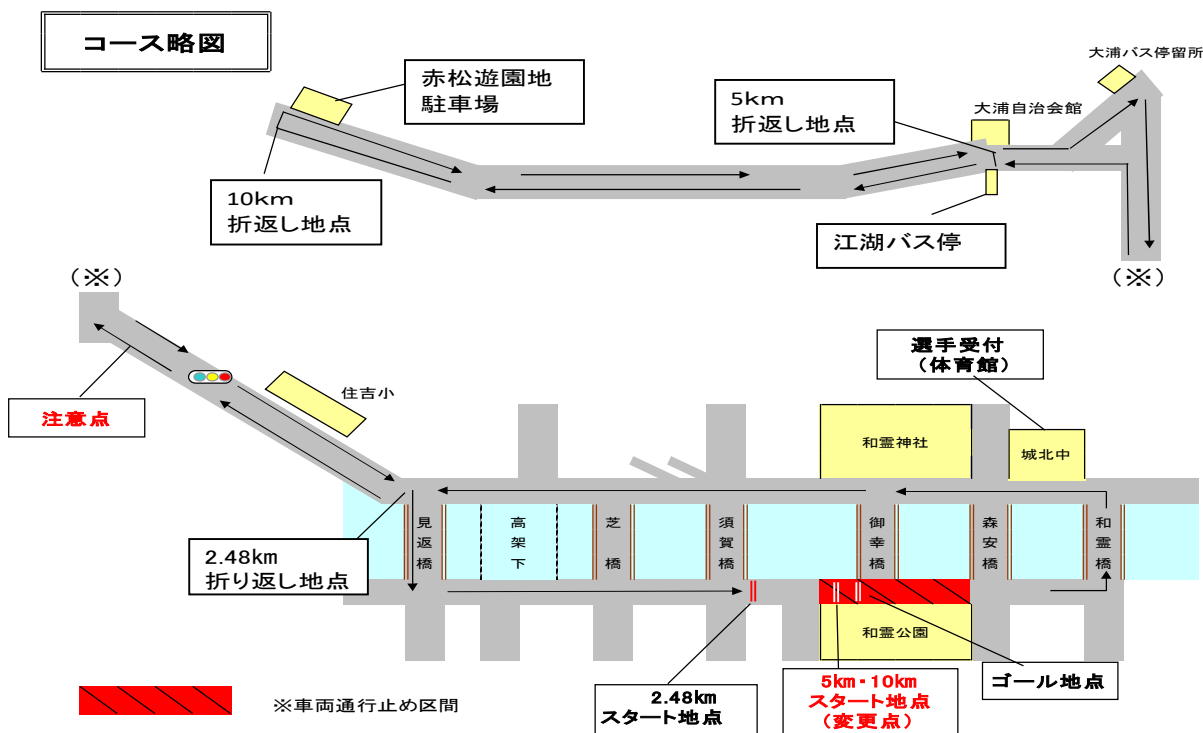 コース略図
赤松遊園地
駐車場
5km
折返し地点
大浦自治会館
大浦バス停留所
10km
折返し地点
江湖バス停
(※)
(※)
注意点
住吉小
選手受付
(体育館)
和霊神社
城北中
見返橋
高架下
芝橋
須賀橋
御幸橋
森安橋
和霊橋
2.48km
折り返し地点
和霊公園
※車両通行止め区間
2.48km
スタート地点
5km・10km
スタート地点
(変更点)
ゴール地点